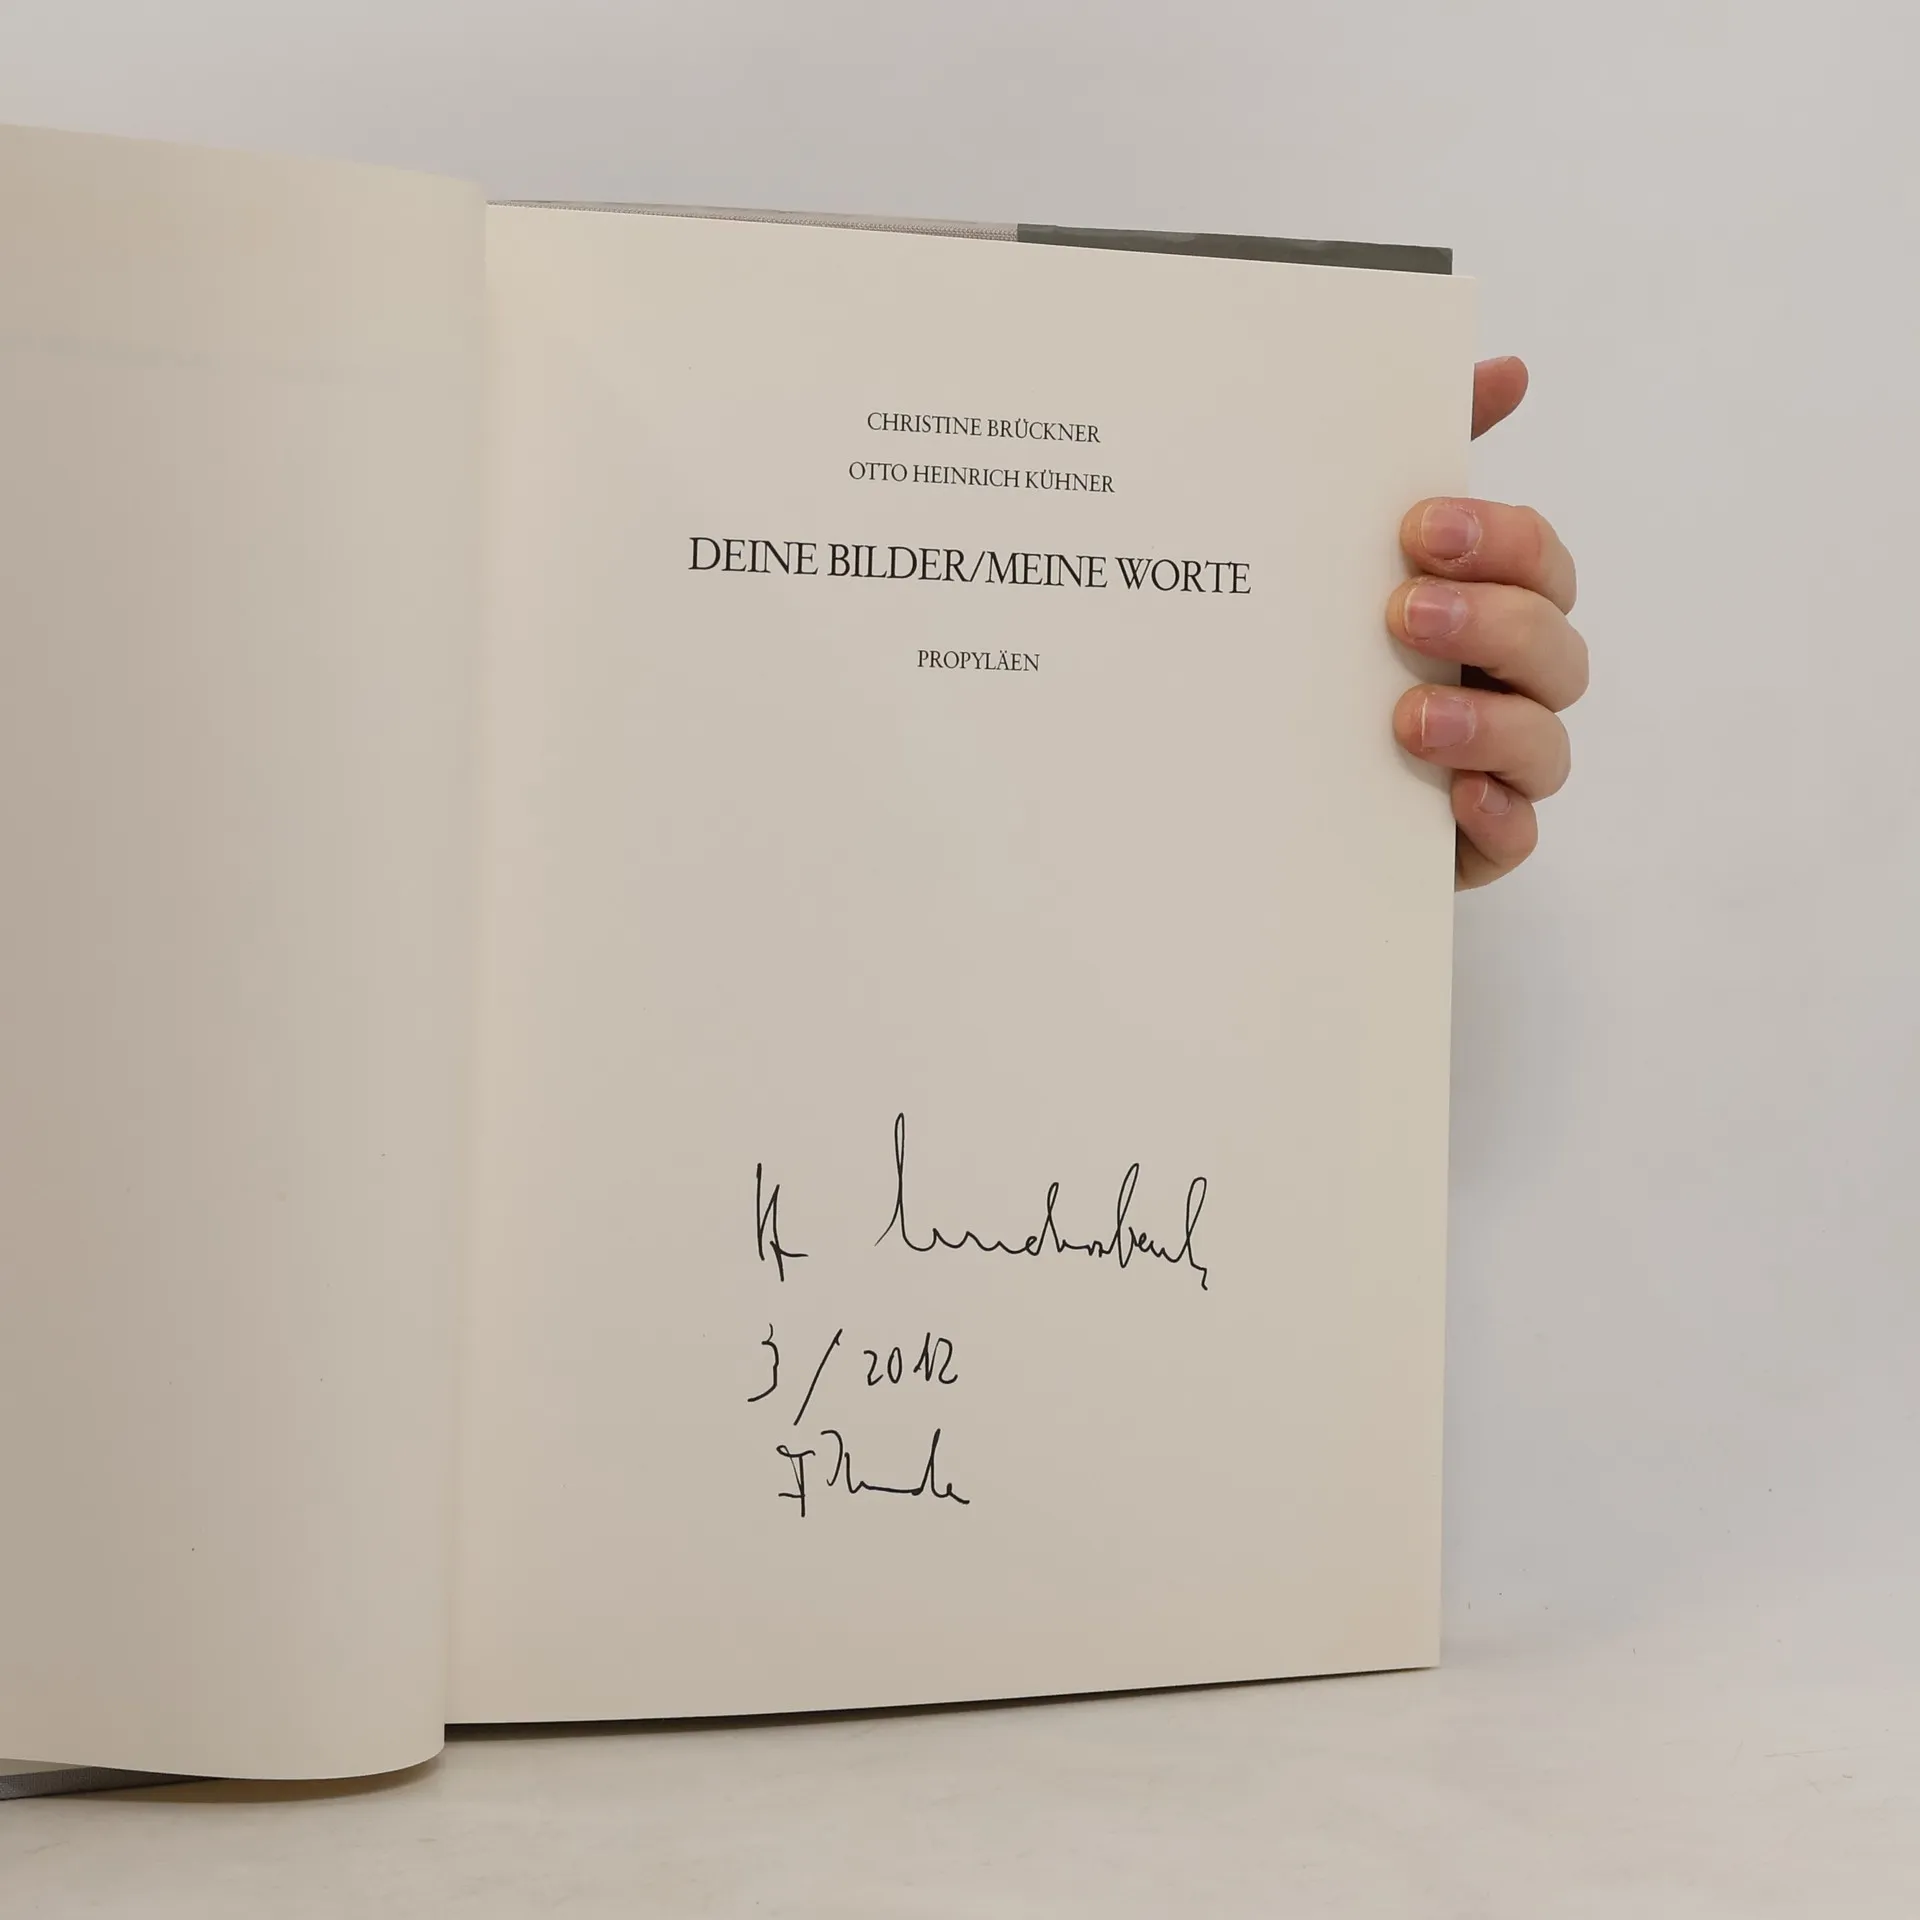 CHRISTINE BRÜCKNER
OTTO HEINRICH KÜHNER
DEINE BILDER/MEINE WORTE
PROPYLÄEN
3/2012